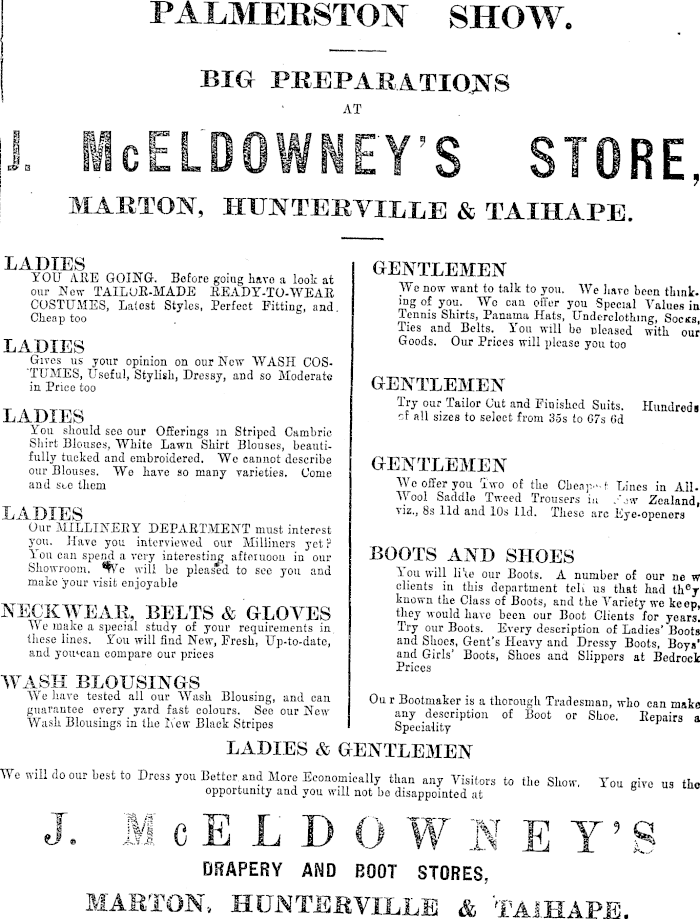 PALMERSTON SHOW.
BIG PREPARATIONS
AT
J. McELDOWNEY'S STORE,
MARTON, HUNTERVILLE & TAIHAPE.
LADIES
YOU ARE GOING. Before going have a look at
our New TAILOR-MADE READY-TO-WEAR
COSTUMES, Latest Styles, Perfect Fitting, and
Cheap too
LADIES
Gives us your opinion on our New WASH COS-
TUMES, Useful, Stylish, Dressy, and so Moderate
in Price too
LADIES
You should see our Offerings in Striped Cambric
Shirt Blouses, White Lawn Shirt Blouses, beauti-
fully tucked and embroidered. We cannot describe
our Blouses. We have so many varieties. Come
and see them
LADIES
Our MILLINERY DEPARTMENT must interest
you. Have you interviewed our Milliners yet?
You can spend a very interesting afternoon in our
Showroom. We will be pleased to see you and
make your visit enjoyable
NECKWEAR, BELTS & GLOVES
We make a special study of your requirements in
these lines. You will find New, Fresh, Up-to-date,
and you can compare our prices
WASH BLOUSINGS
We have tested all our Wash Blousing, and can
guarantee every yard fast colours. See our New
Wash Blousings in the New Black Stripes
GENTLEMEN
We now want to talk to you. We have been think-
ing of you. We can offer you Special Values in
Tennis Shirts, Panama Hats, Underclothing, Socks,
Ties and Belts. You will be pleased with our
Goods. Our Prices will please you too
GENTLEMEN
Try our Tailor Cut and Finished Suits. Hundreds
of all sizes to select from 35s to 67s 6d
GENTLEMEN
We offer you Two of the Cheapest Lines in All-
Wool Saddle Tweed Trousers in New Zealand,
viz., 8s 11d and 10s 11d. These are Eye-openers
BOOTS AND SHOES
You will like our Boots. A number of our new
clients in this department tell us that had they
known the Class of Boots, and the Variety we keep,
they would have been our Boot Clients for years.
Try our Boots. Every description of Ladies' Boots
and Shoes, Gent's Heavy and Dressy Boots, Boys'
and Girls' Boots, Shoes and Slippers at Bedrock
Prices
Our Bootmaker is a thorough Tradesman, who can make
any description of Boot or Shoe. Repairs a
Speciality
LADIES & GENTLEMEN
We will do our best to Dress you Better and More Economically than any Visitors to the Show. You give us the
opportunity and you will not be disappointed at
J. McELDOWNEY'S
DRAPERY AND BOOT STORES,
MARTON, HUNTERVILLE & TAIHAPE.